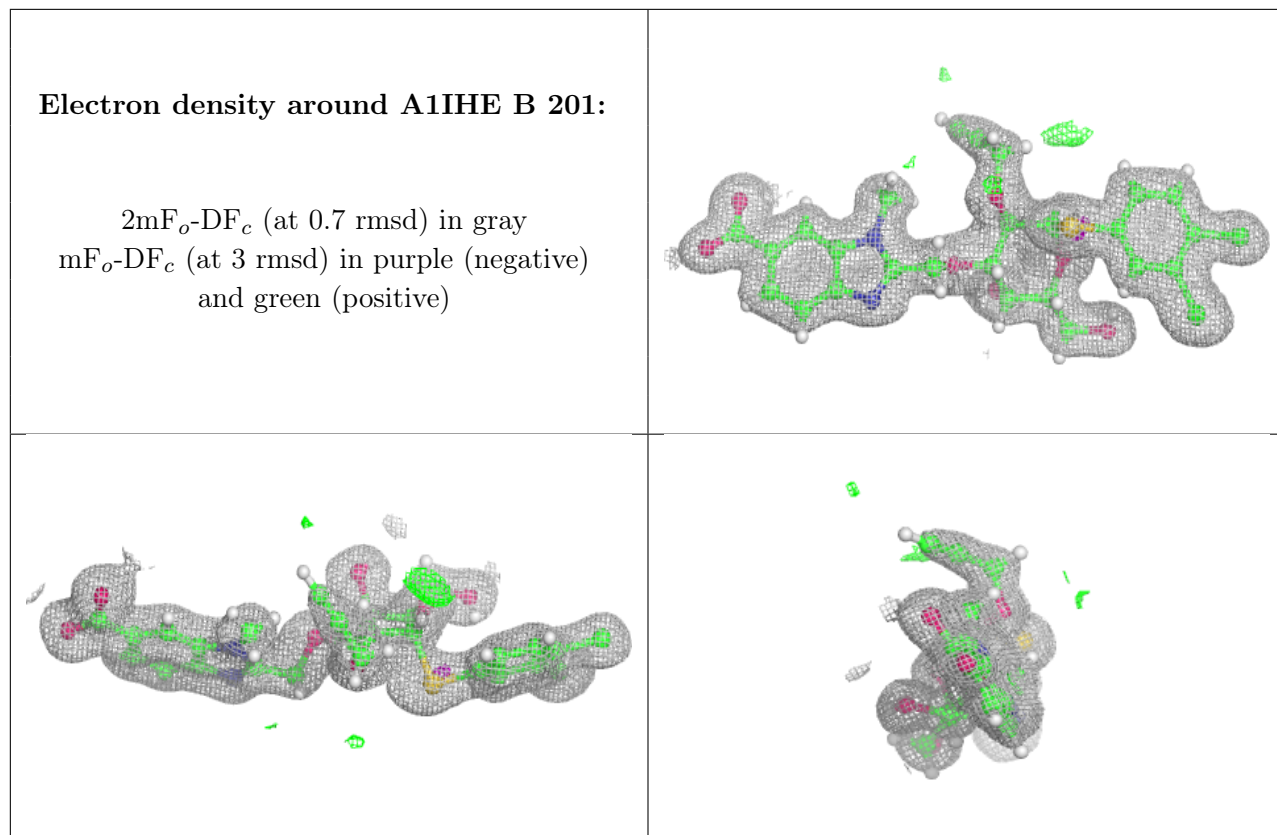 Electron density around A1IHE B 201:
2mFo-DFc (at 0.7 rmsd) in gray
mFo-DFc (at 3 rmsd) in purple (negative)
and green (positive)